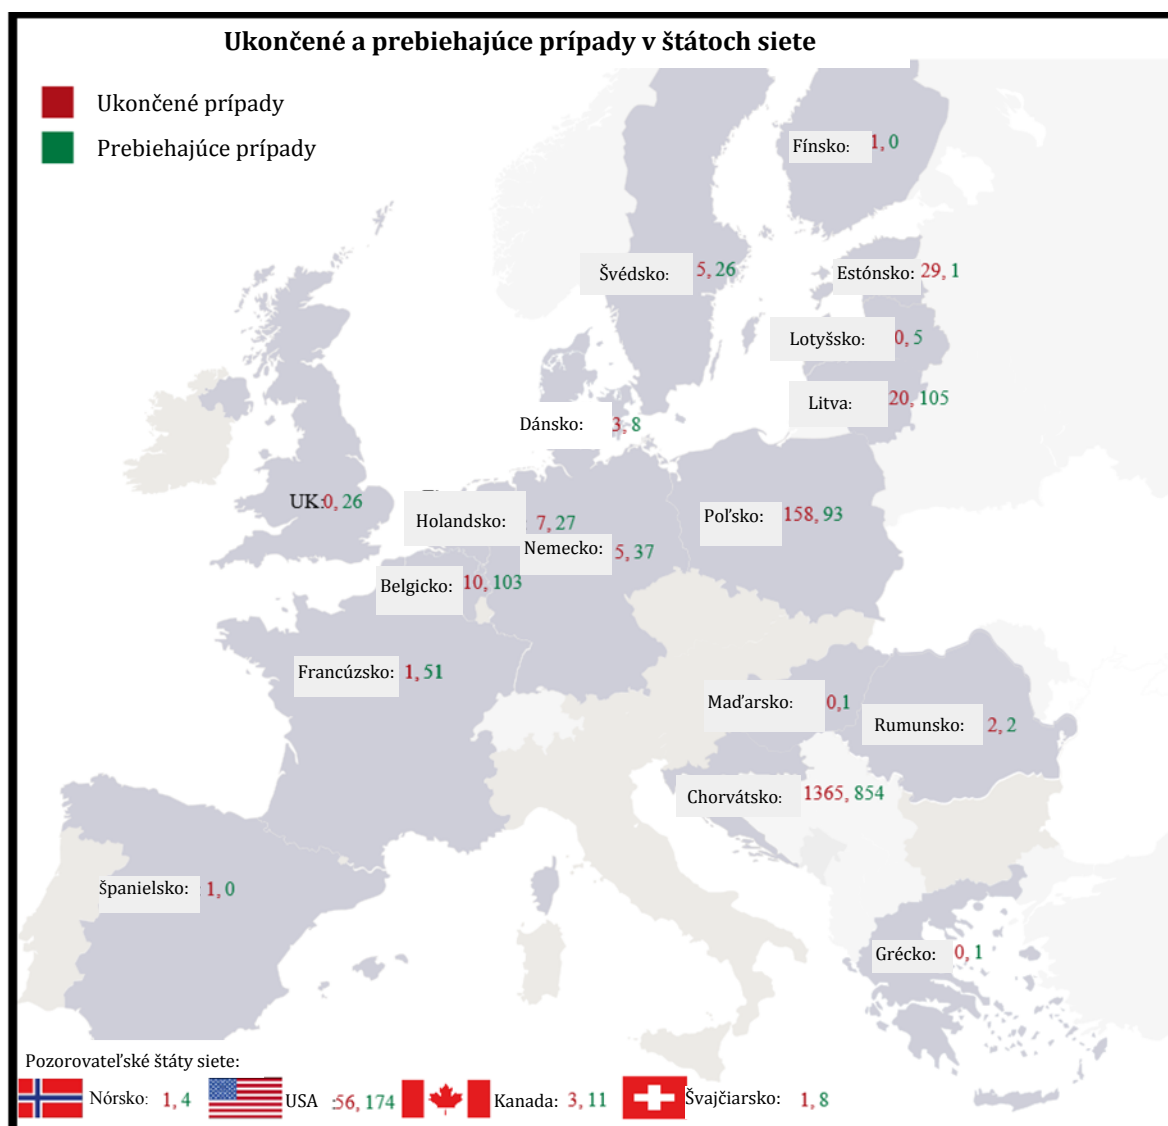 Ukončené a prebiehajúce prípady v štátoch siete
Ukončené prípady
Prebiehajúce prípady
Fínsko: 1, 0
Švédsko: 5, 26
Estónsko: 29, 1
Lotyšsko: 0, 5
Litva: 20, 105
Dánsko: 3, 8
UK: 0, 26
Holandsko: 7, 27
Poľsko: 158, 93
Nemecko: 5, 37
Belgicko: 10, 103
Francúzsko: 1, 51
Maďarsko: 0,1
Rumunsko: 2, 2
Chorvátsko: 1365, 854
Španielsko: 1, 0
Grécko: 0, 1
Pozorovateľské štáty siete:
Nórsko: 1, 4 USA :56, 174 Kanada: 3, 11 Švajčiarsko: 1, 8